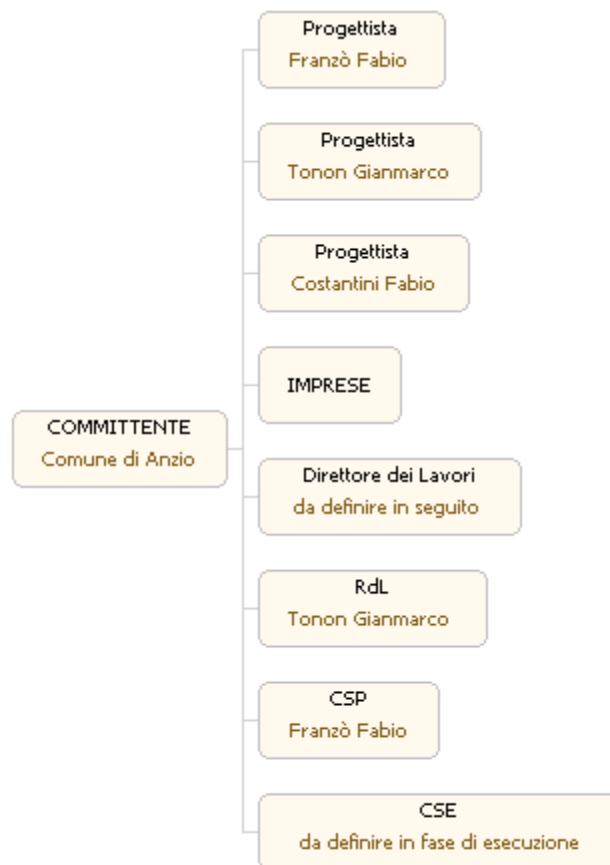 Progettista
Franzò Fabio
Progettista
Tonon Gianmarco
Progettista
Costantini Fabio
IMPRESE
COMMITTENTE
Comune di Anzio
Direttore dei Lavori
da definire in seguito
RdL
Tonon Gianmarco
CSP
Franzò Fabio
CSE
da definire in fase di esecuzione